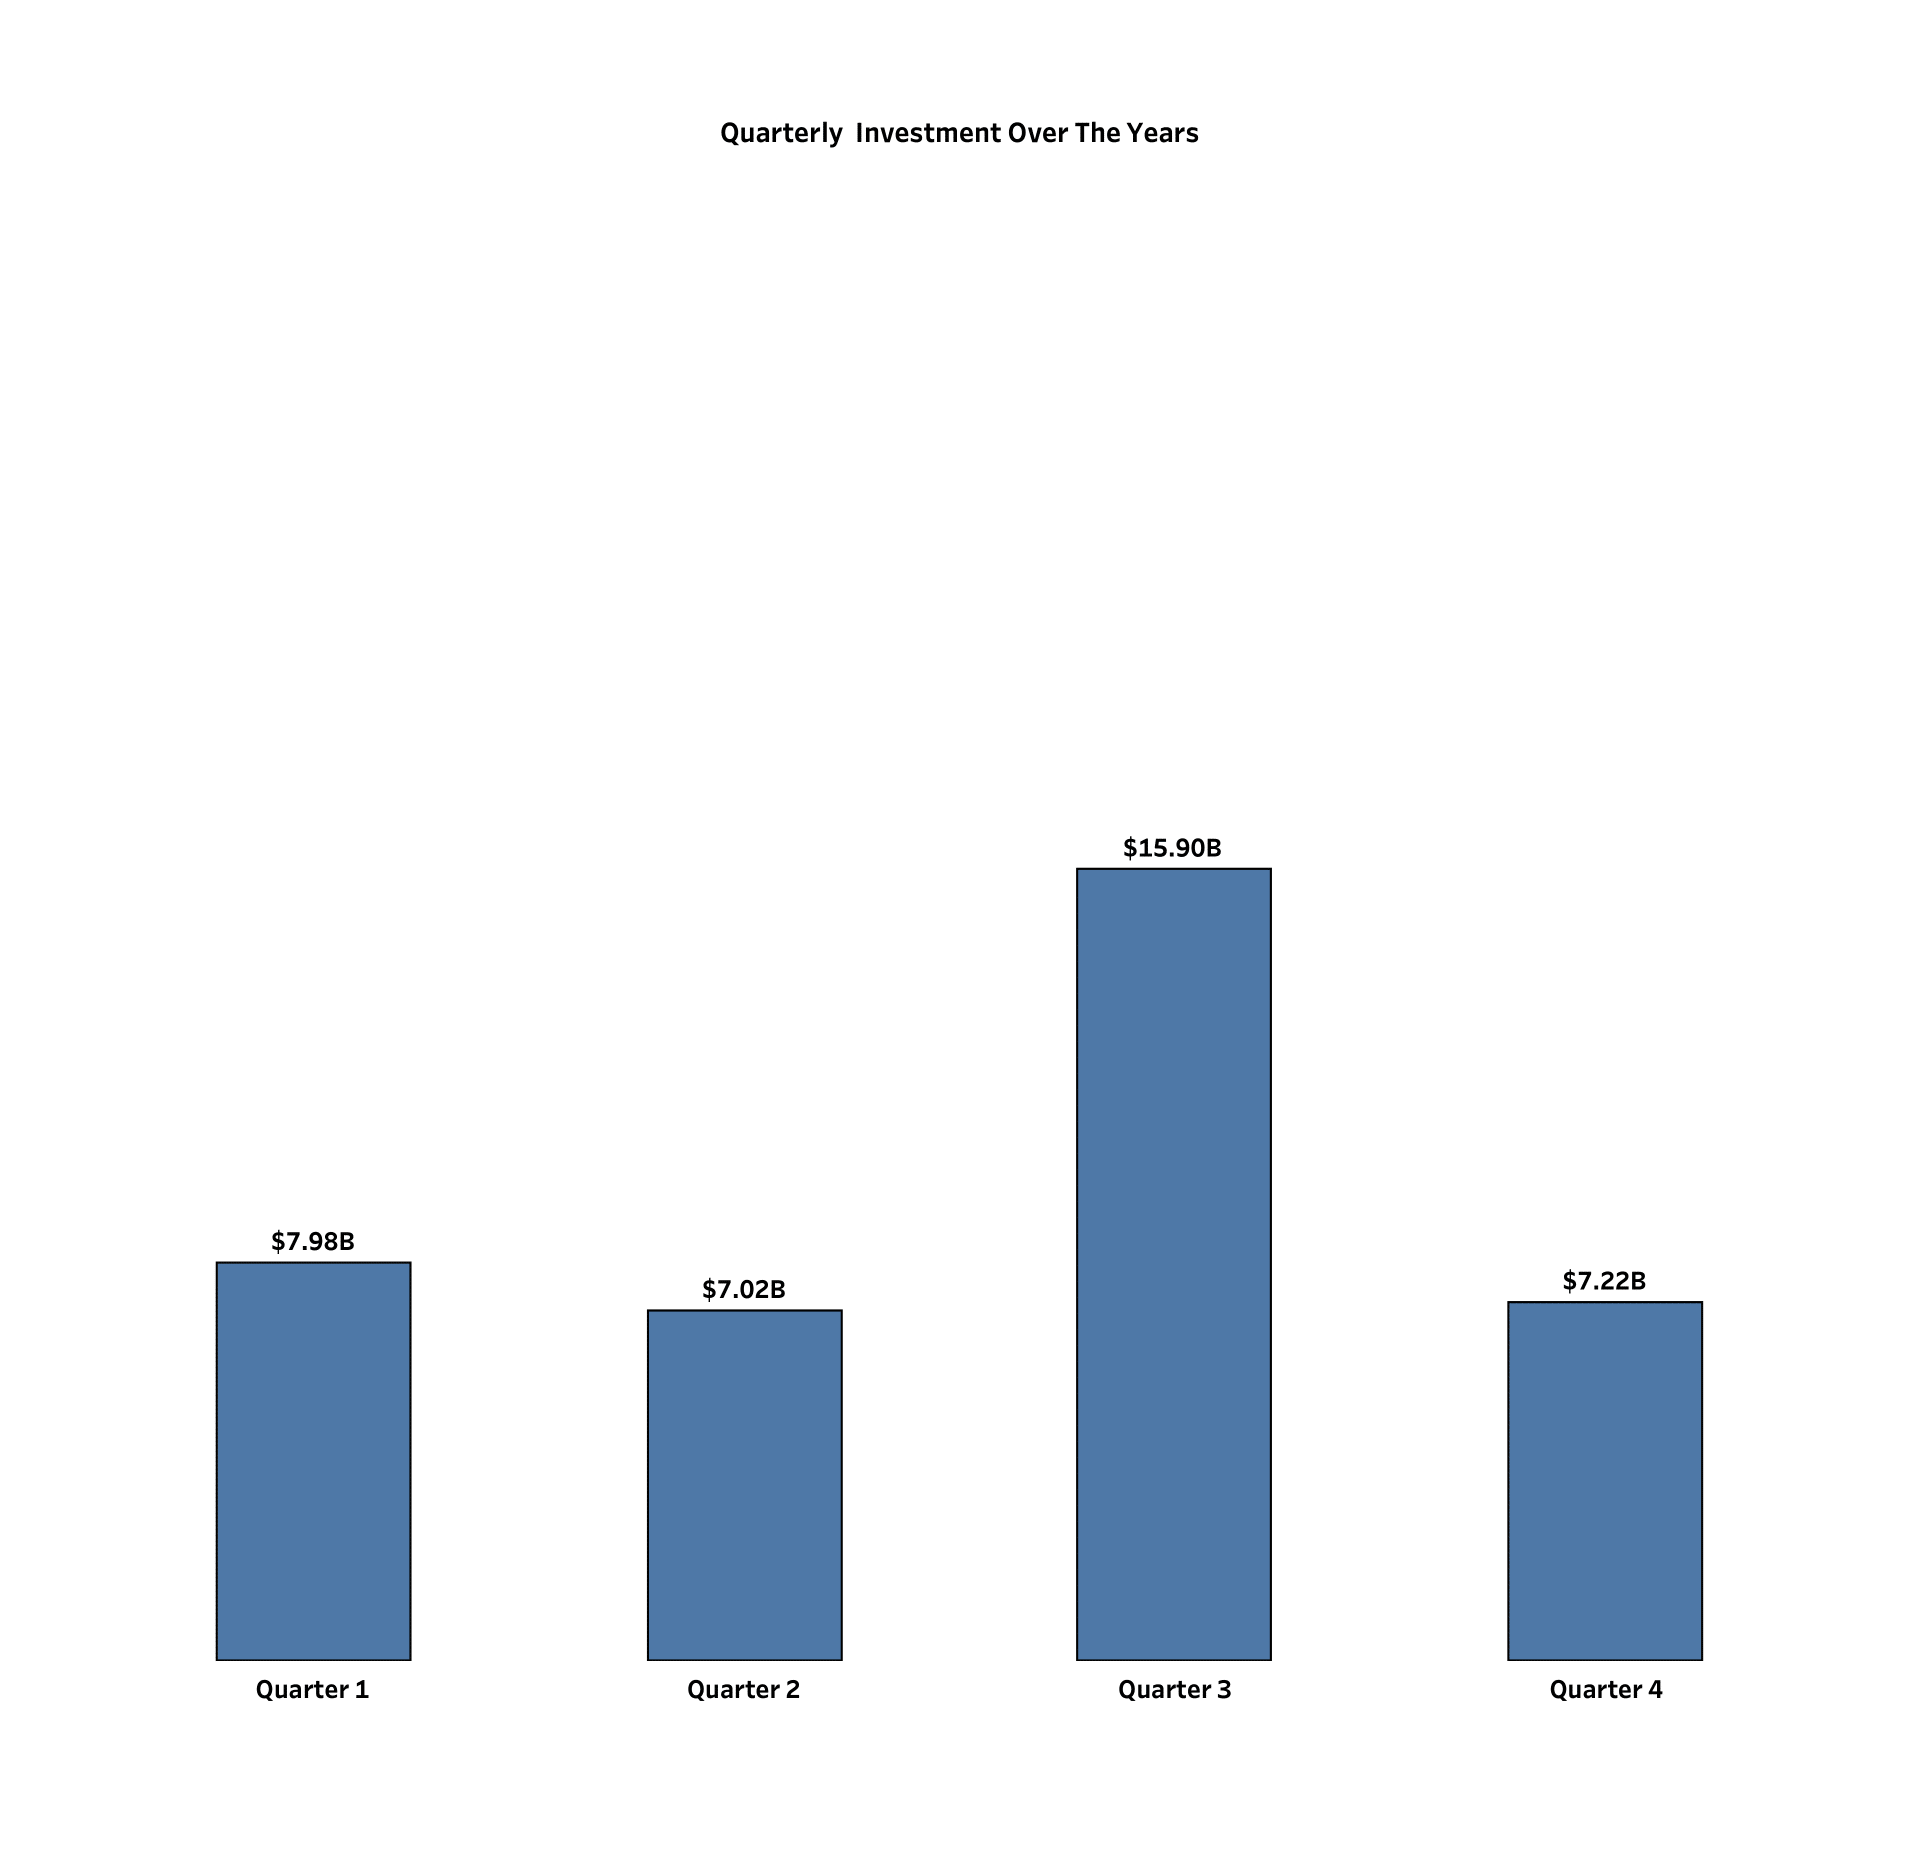 Quarterly  Investment Over The Years
$15.90B
$7.98B
$7.02B
$7.22B
Quarter 1
Quarter 2
Quarter 3
Quarter 4